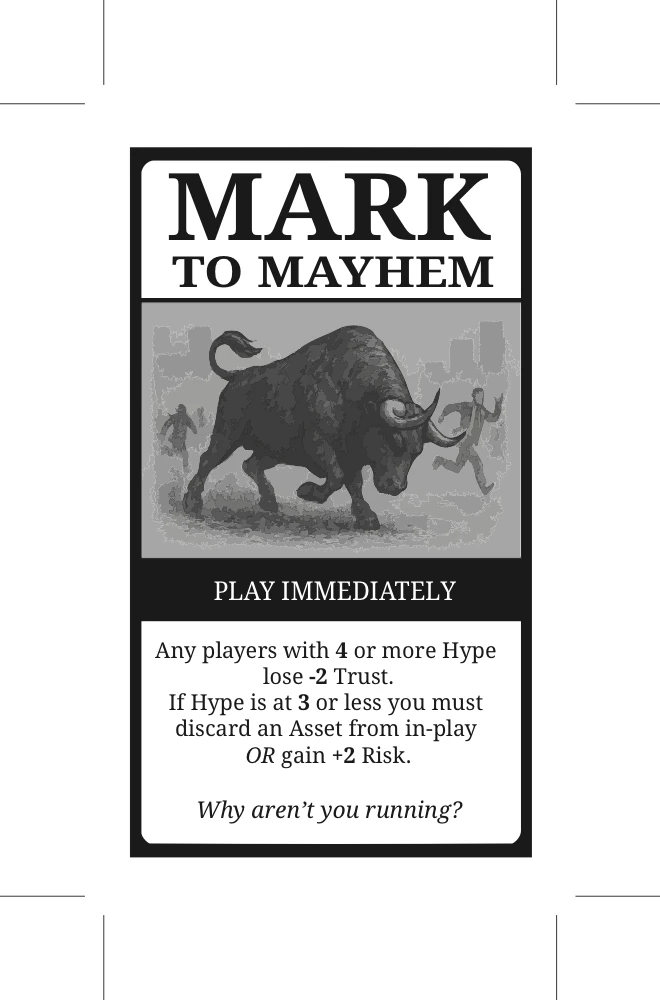 MARK
TO MAYHEM
PLAY IMMEDIATELY
Any players with 4 or more Hype
lose -2 Trust.
If Hype is at 3 or less you must
discard an Asset from in-play
OR gain +2 Risk.
Why aren’t you running?